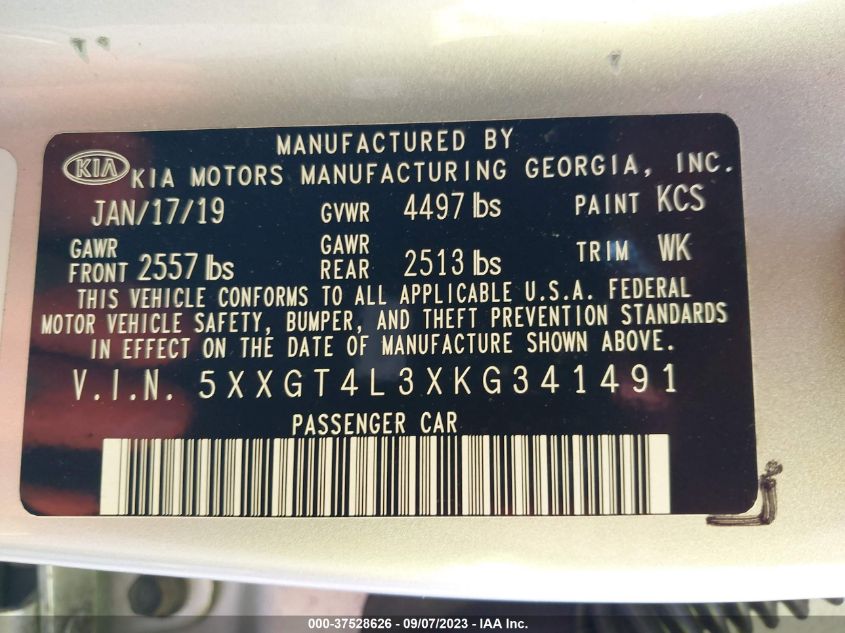 MANUFACTURED BY
KIA KIA MOTORS MANUFACTURING GEORGIA, INC.
JAN/17/19 GVWR 4497 lbs PAINT KCS
GAWR FRONT 2557 lbs GAWR REAR 2513 lbs TRIM WK
THIS VEHICLE CONFORMS TO ALL APPLICABLE U.S.A. FEDERAL
MOTOR VEHICLE SAFETY, BUMPER, AND THEFT PREVENTION STANDARDS
IN EFFECT ON THE DATE OF MANUFACTURE SHOWN ABOVE.
V.I.N. 5XXGT4L3XKG341491
PASSENGER CAR
000-37528626 - 09/07/2023 - IAA Inc.